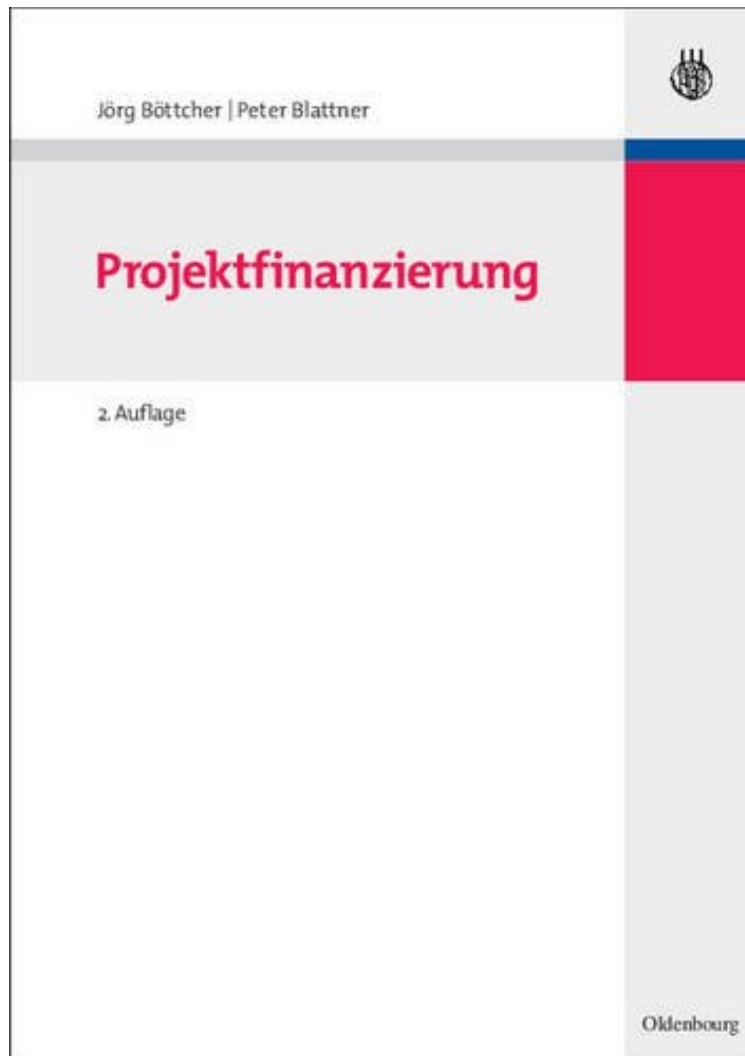 Jörg Böttcher | Peter Blattner
Projektfinanzierung
2. Auflage
Oldenbourg